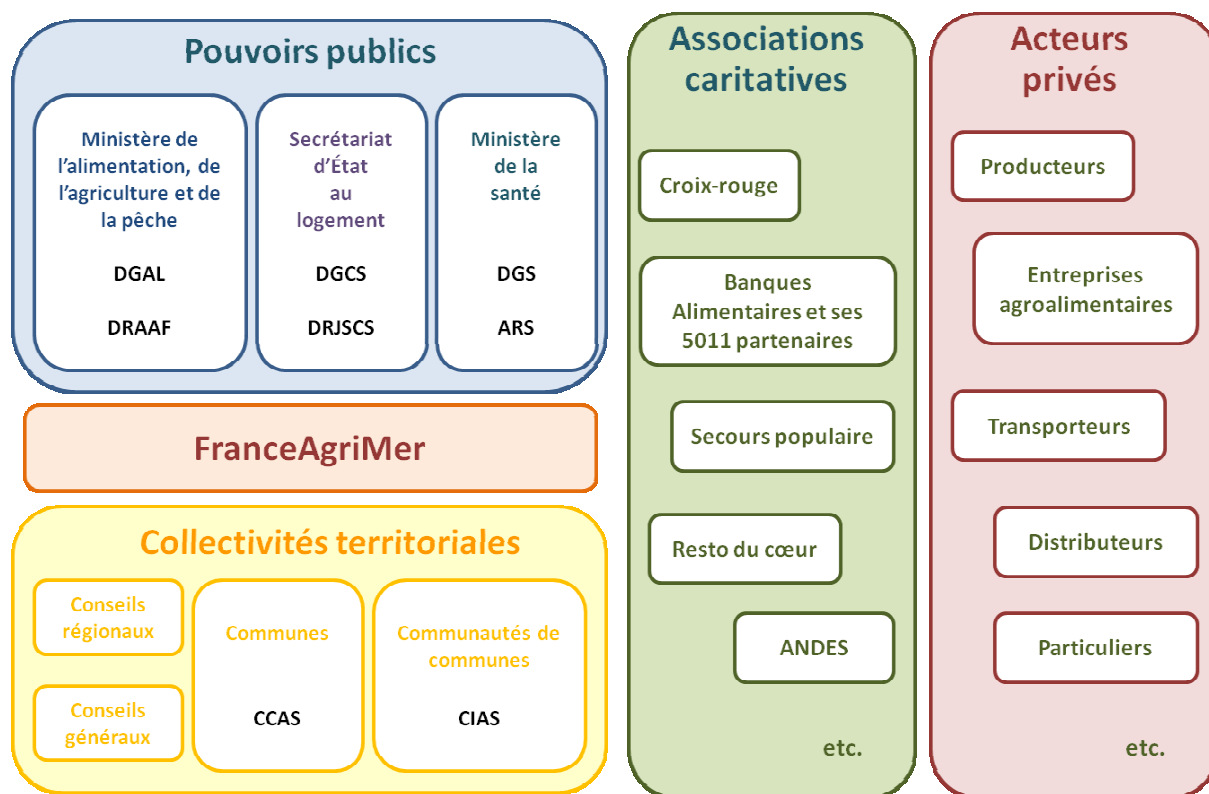 Pouvoirs publics
Ministère de
l’alimentation, de
l’agriculture et de
la pêche
DGAL
DRAAF
Secrétariat
d’État
au
logement
DGCS
DRJSCS
Ministère
de la
santé
DGS
ARS
FranceAgriMer
Collectivités territoriales
Conseils
régionaux
Conseils
généraux
Communes
CCAS
Communautés de
communes
CIAS
Associations
caritatives
Croix-rouge
Banques
Alimentaires et ses
5011 partenaires
Secours populaire
Resto du cœur
ANDES
etc.
Acteurs
privés
Producteurs
Entreprises
agroalimentaires
Transporteurs
Distributeurs
Particuliers
etc.